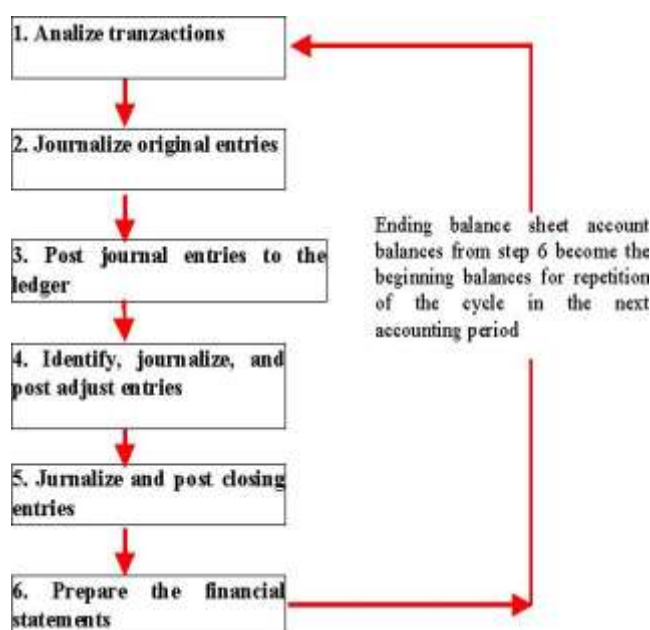 1. Analize tranzactions
2. Journalize original entries
3. Post journal entries to the
ledger
Ending balance sheet account
balances from step 6 become the
beginning balances for repetition
of the cycle in the next
accounting period
4. Identify, journalize, and
post adjust entries
5. Jurnalize and post closing
entries
6. Prepare the financial
statements